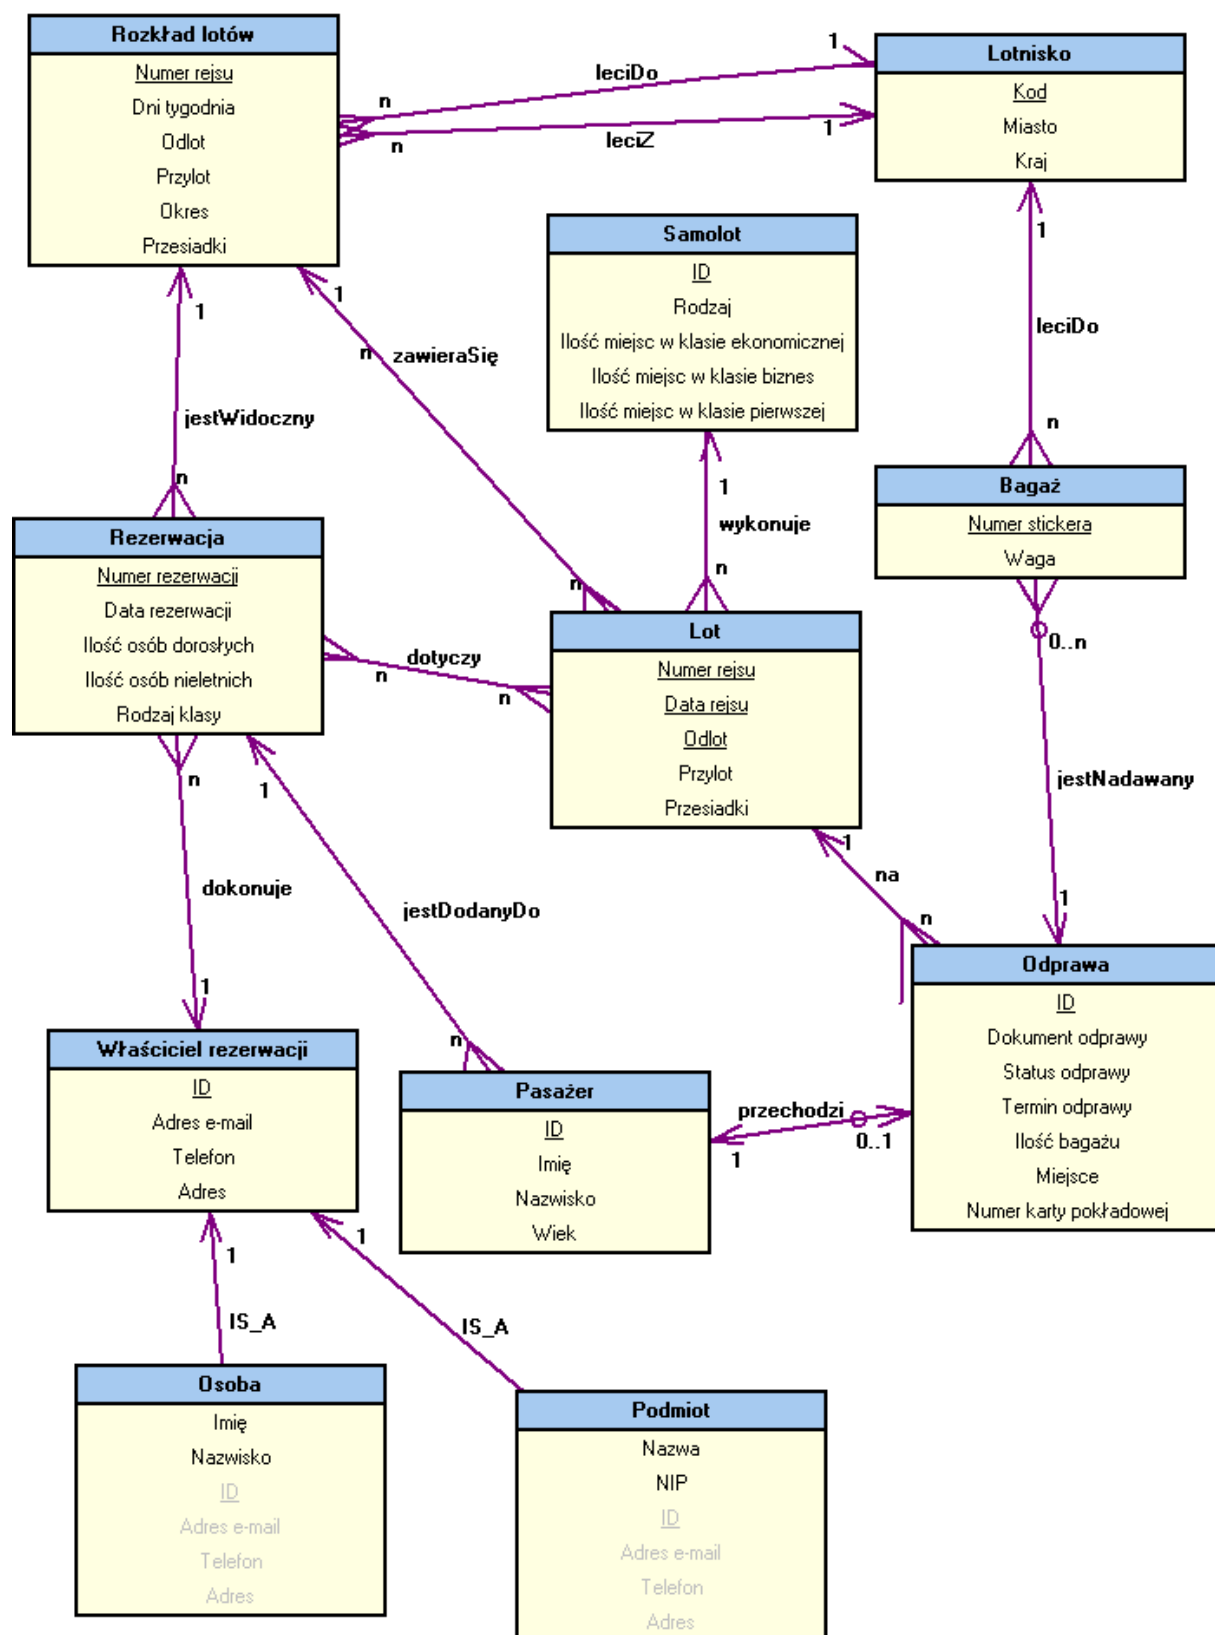 Rozkład lotów
Numer rejsu
Dni tygodnia
Odlot
Przylot
Okres
Przesiadki
Lotnisko
Kod
Miasto
Kraj
1
leciDo
n
1
leciZ
n
Samolot
ID
Rodzaj
Ilość miejsc w klasie ekonomicznej
Ilość miejsc w klasie biznes
Ilość miejsc w klasie pierwszej
1
zawieraSię
n
n
1
jestWidoczny
n
1
leciDo
n
1
wykonuje
n
Bagaż
Numer stickera
Waga
Rezerwacja
Numer rezerwacji
Data rezerwacji
Ilość osób dorosłych
Ilość osób nieletnich
Rodzaj klasy
dotyczy
n
n
Lot
Numer rejsu
Data rejsu
Odlot
Przylot
Przesiadki
0..n
jestNadawany
1
n
dokonuje
1
1
jestDodanyDo
n
1
na
n
Odprawa
ID
Dokument odprawy
Status odprawy
Termin odprawy
Ilość bagażu
Miejsce
Numer karty pokładowej
Właściciel rezerwacji
ID
Adres e-mail
Telefon
Adres
Pasażer
ID
Imię
Nazwisko
Wiek
przechodzi
0..1
1
1
IS_A
1
IS_A
Osoba
Imię
Nazwisko
ID
Adres e-mail
Telefon
Adres
Podmiot
Nazwa
NIP
ID
Adres e-mail
Telefon
Adres